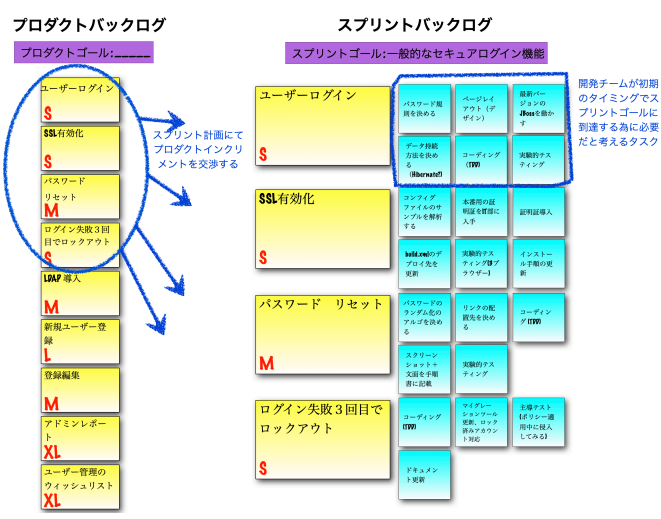 プロダクトバックログ
プロダクトゴール:_____
ユーザーログイン
S
SSL有効化
S
パスワード
リセット
M
ログイン失敗３回
目でロックアウト
S
LDAP 導入
M
新規ユーザー登
録
L
登録編集
M
アドミンレポー
ト
XL
ユーザー管理の
ウィッシュリスト
XL
スプリント計画にて
プロダクトインクリ
メントを交渉する
スプリントバックログ
スプリントゴール:一般的なセキュアログイン機能
ユーザーログイン
S
パスワード規
則を決める
ページレイ
アウト（デ
ザイン）
最新バー
ジョンの
JBossを動か
す
データ持続
方法を決め
る
（Hibernate?)
コーディング
（TDD）
実験的テス
ティング
開発チームが初期
のタイミングでス
プリントゴールに
到達する為に必要
だと考えるタスク
SSL有効化
S
コンフィグ
ファイルのサ
ンプルを解析
する
本番用の証
明証をIT部に
入手
証明証導入
build.xmlのデ
プロイ先を
更新
実験的テス
ティング(3ブ
ラウザー)
インストー
ル手順の更
新
パスワード　リセット
M
パスワードの
ランダム化の
アルゴを決め
る
リンクの配
置先を決め
る
コーディン
グ(TDD)
スクリーン
ショット＋
文面を手順
書に記載
実験的テス
ティング
ログイン失敗３回目で
ロックアウト
S
コーディング
(TDD)
マイグレー
ションツール
更新、ロック
済みアカウン
ト対応
主導テスト
(ポリシー適
用中に侵入
してみる)
ドキュメン
ト更新